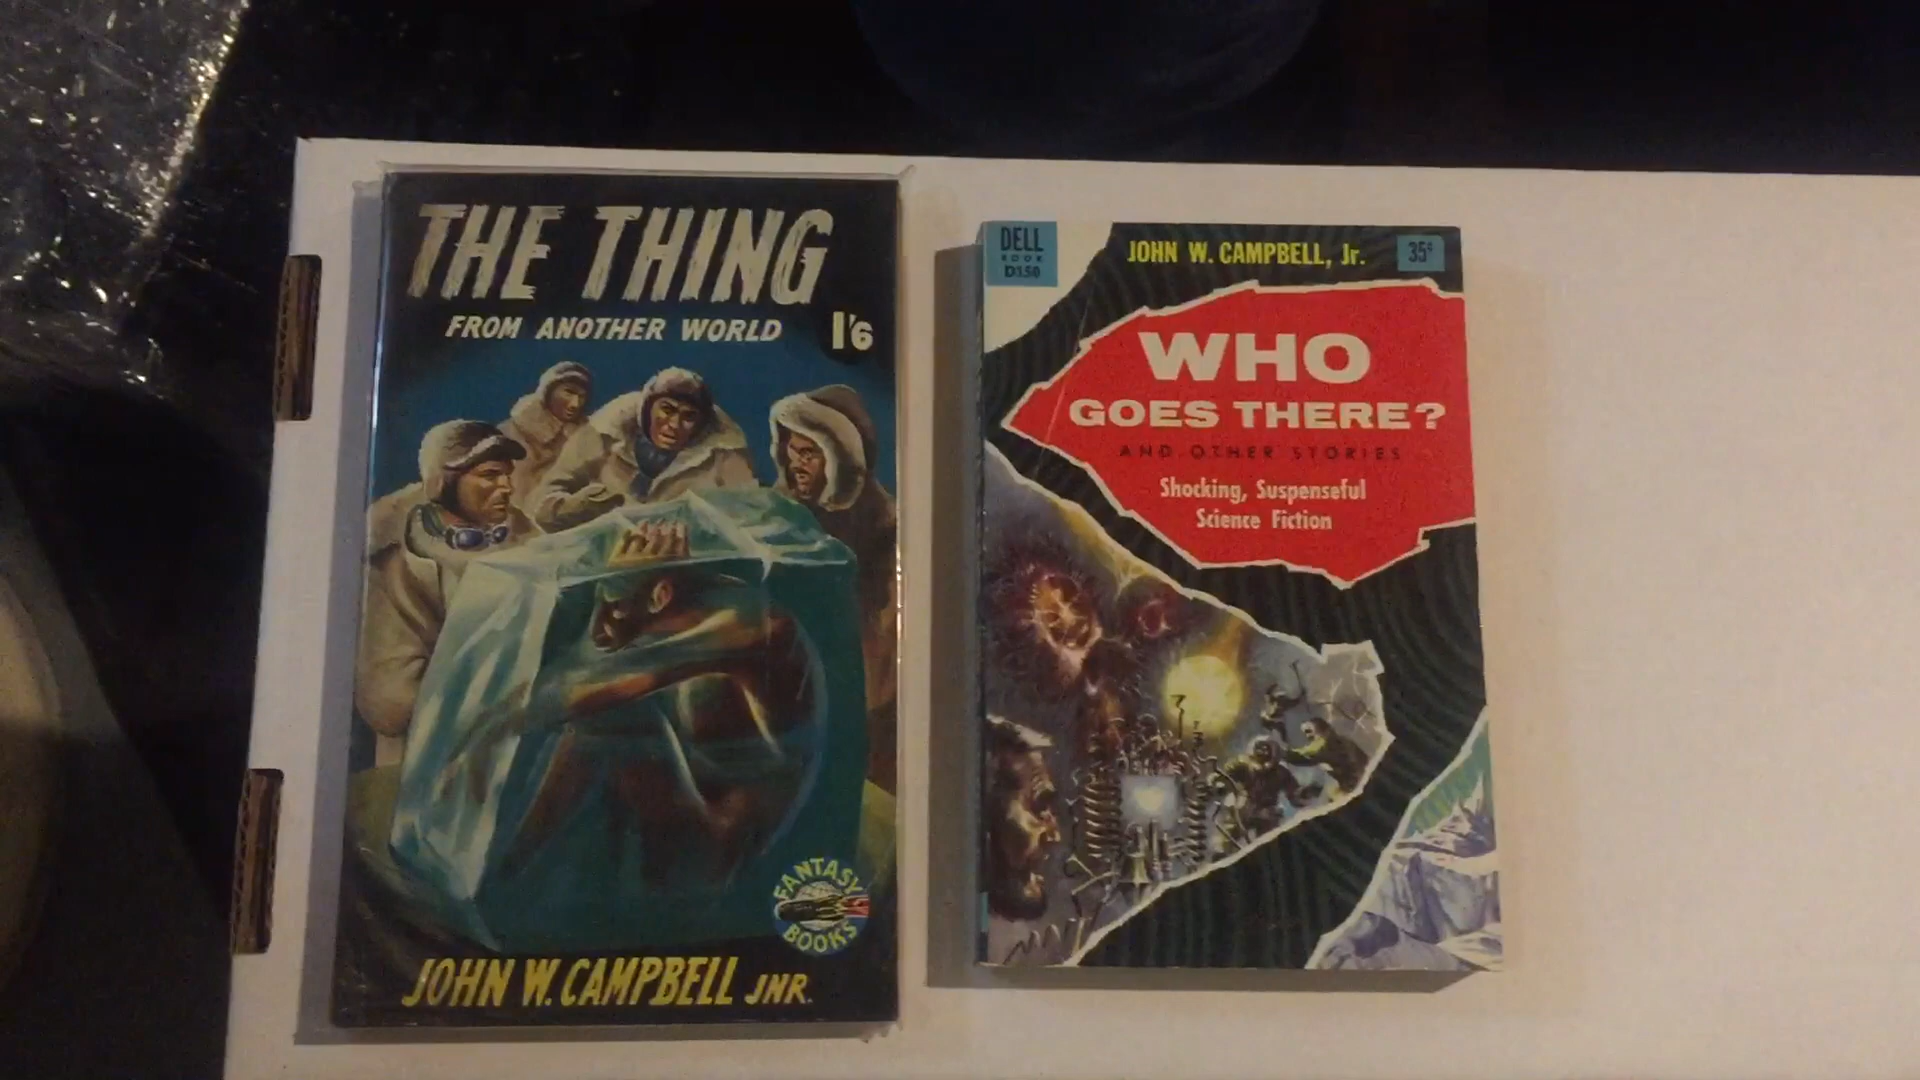 THE THING
FROM ANOTHER WORLD
1'6
FANTASY
BOOKS
JOHN W. CAMPBELL JNR.
DELL
BOOK
D150
JOHN W. CAMPBELL, Jr.
35¢
WHO
GOES THERE?
AND OTHER STORIES
Shocking, Suspenseful
Science Fiction